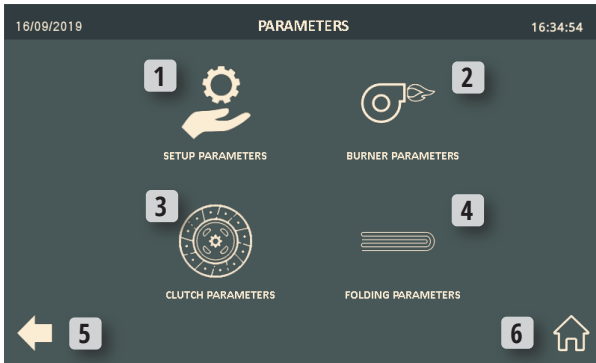 16/09/2019 PARAMETERS 16:34:54
1 2
SETUP PARAMETERS BURNER PARAMETERS
3 4
CLUTCH PARAMETERS FOLDING PARAMETERS
5 6